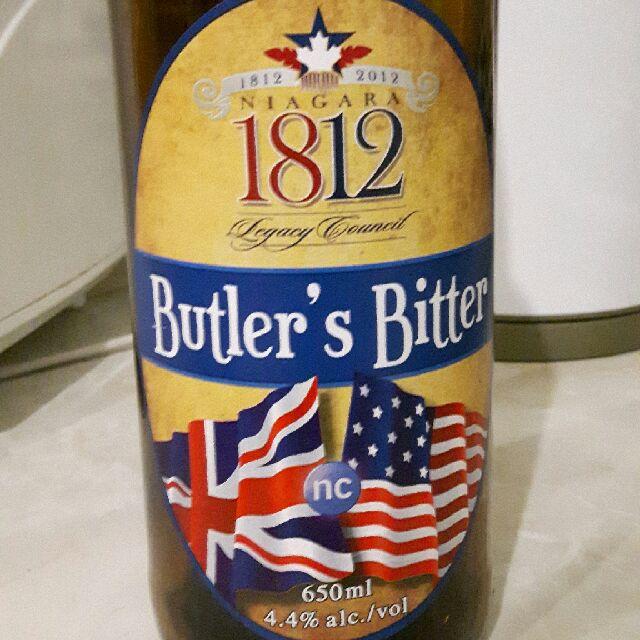 1812 2012
NIAGARA
1812
Legacy Council
Butler's Bitter
nc
650ml
4.4% alc./vol